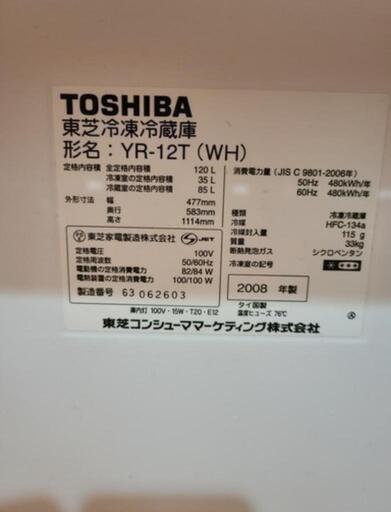 TOSHIBA
東芝冷凍冷蔵庫
形名：YR-12T (WH)
定格内容積 全定格内容積 120 L
冷凍室の定格内容積 35 L
冷蔵室の定格内容積 85 L
外形寸法 幅 477mm
奥行 583mm
高さ 1114mm
東芝家電製造株式会社 S-JET
定格電圧 100V
定格周波数 50/60Hz
電動機の定格消費電力 82/84 W
電熱装置の定格消費電力 100/100 W
製造番号 63 062603
消費電力量 (JIS C 9801-2006年)
50Hz 480kWh/年
60Hz 480kWh/年
種類 冷凍冷蔵庫
冷媒 HFC-134a
冷媒封入量 115 g
質量 33kg
断熱発泡ガス シクロペンタン
冷凍室の記号
2008 年製
タイ国製
温度ヒューズ 76℃
庫内灯 100V・15W・T20・E12
東芝コンシューママーケティング株式会社